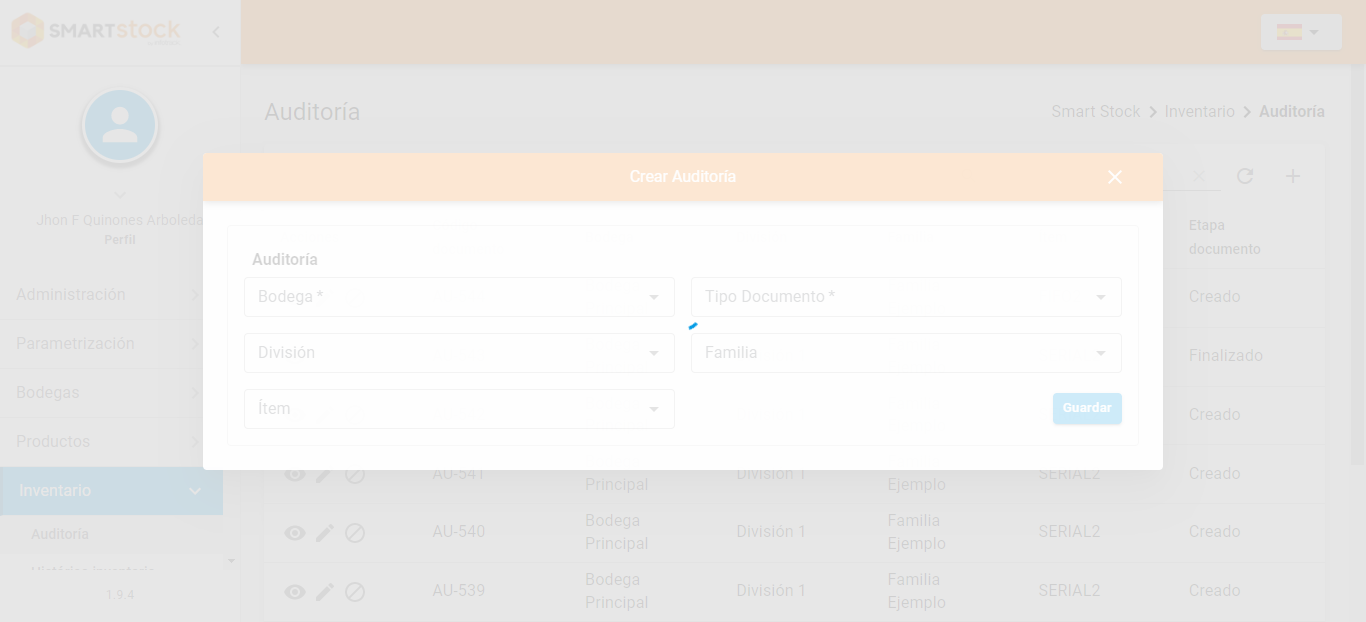 SMARTstock
Auditoría
Smart Stock > Inventario > Auditoría
Jhon F Quinones Arboleda
Perfil
Administración
Parametrización
Bodegas
Productos
Inventario
Auditoría
Histórico inventario
1.9.4
Crear Auditoría
Auditoría
Bodega *
Tipo Documento *
División
Familia
Ítem
Guardar
Etapa
documento
Creado
Finalizado
Creado
AU-541
Principal
División 1
Ejemplo
SERIAL2
Creado
AU-540
Bodega
Principal
División 1
Familia
Ejemplo
SERIAL2
Creado
AU-539
Bodega
Principal
División 1
Familia
Ejemplo
SERIAL2
Creado